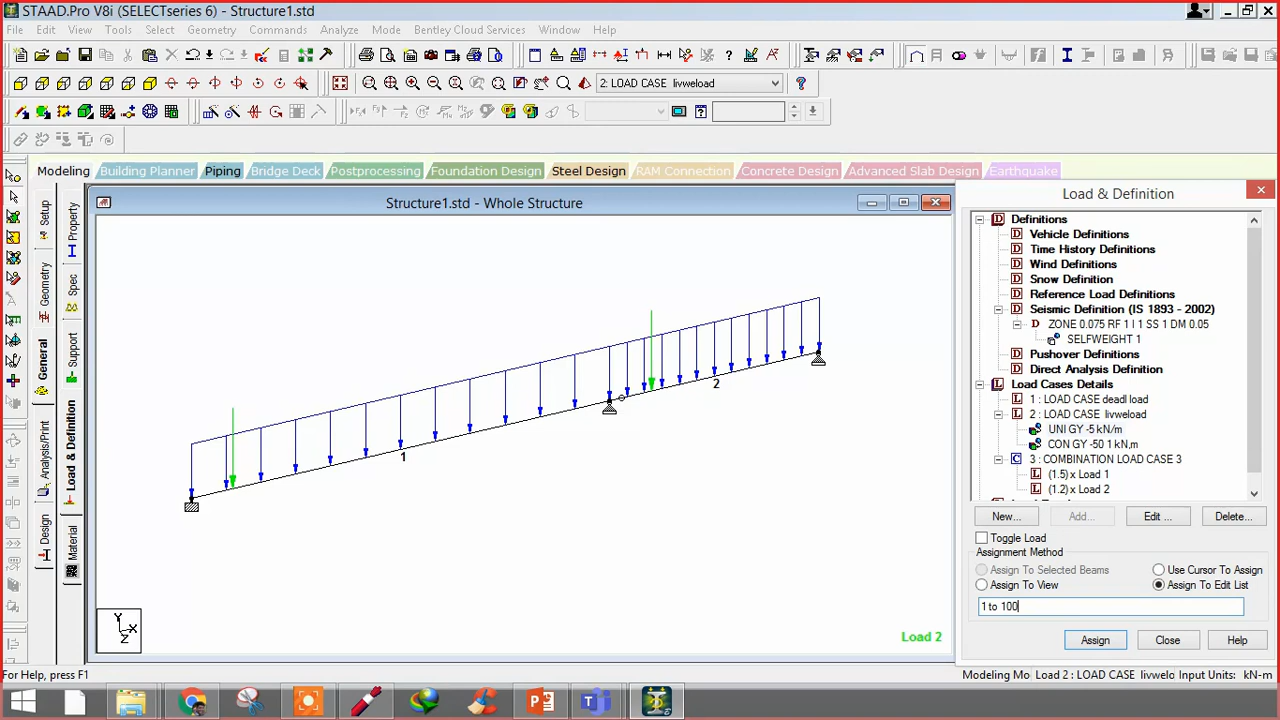 STAAD.Pro V8i (SELECTseries 6) - Structure1.std
File Edit View Tools Select Geometry Commands Analyze Mode Bentley Cloud Services Window Help
2: LOAD CASE livweload
Modeling Building Planner Piping Bridge Deck Postprocessing Foundation Design Steel Design RAM Connection Concrete Design Advanced Slab Design Earthquake
Setup
Geometry
General
Analysis/Print
Design
Property
Spec
Support
Load & Definition
Material
Structure1.std - Whole Structure
1
2
Y
X
Z
Load 2
Load & Definition
Definitions
Vehicle Definitions
Time History Definitions
Wind Definitions
Snow Definition
Reference Load Definitions
Seismic Definition (IS 1893 - 2002)
ZONE 0.075 RF 1 I 1 SS 1 DM 0.05
SELFWEIGHT 1
Pushover Definitions
Direct Analysis Definition
Load Cases Details
1 : LOAD CASE deadl load
2 : LOAD CASE livweload
UNI GY -5 kN/m
CON GY -50 1 kN,m
3 : COMBINATION LOAD CASE 3
(1.5) x Load 1
(1.2) x Load 2
New... Add... Edit ... Delete...
Toggle Load
Assignment Method
Assign To Selected Beams Use Cursor To Assign
Assign To View Assign To Edit List
1 to 100
Assign Close Help
For Help, press F1
Modeling Mo Load 2 : LOAD CASE livwelo Input Units: kN-m